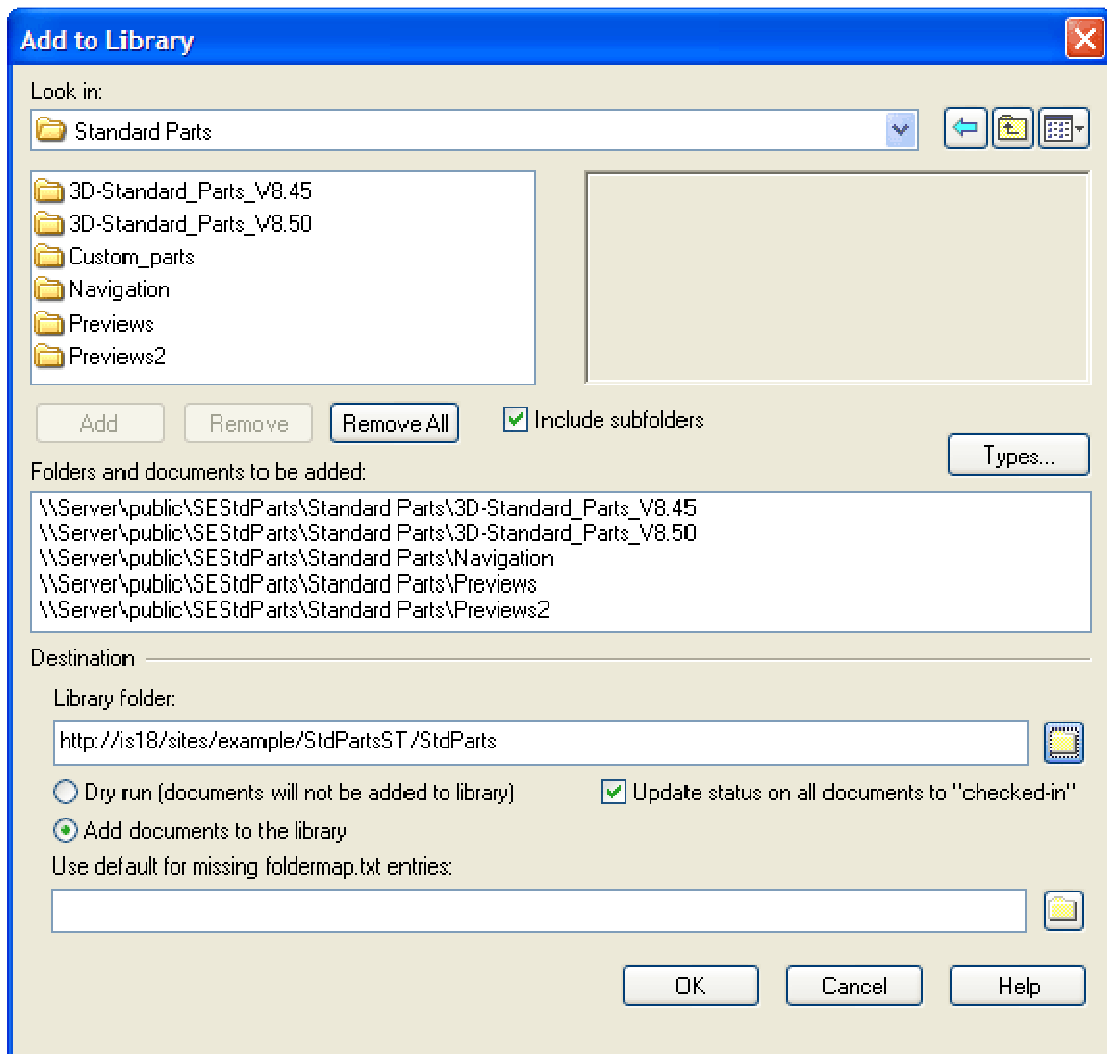 Add to Library
Look in:
Standard Parts
3D-Standard_Parts_V8.45
3D-Standard_Parts_V8.50
Custom_parts
Navigation
Previews
Previews2
Add Remove Remove All Include subfolders
Types...
Folders and documents to be added:
\\Server\public\SEStdParts\Standard Parts\3D-Standard_Parts_V8.45
\\Server\public\SEStdParts\Standard Parts\3D-Standard_Parts_V8.50
\\Server\public\SEStdParts\Standard Parts\Navigation
\\Server\public\SEStdParts\Standard Parts\Previews
\\Server\public\SEStdParts\Standard Parts\Previews2
Destination
Library folder:
http://is18/sites/example/StdPartsST/StdParts
Dry run (documents will not be added to library) Update status on all documents to "checked-in"
Add documents to the library
Use default for missing foldermap.txt entries:
OK Cancel Help